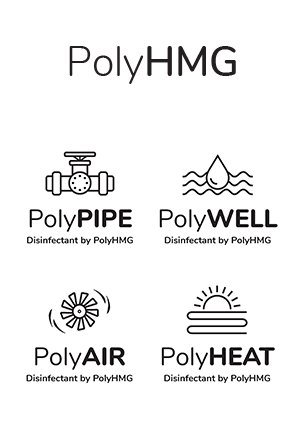 PolyHMG
PolyPIPE
Disinfectant by PolyHMG
PolyWELL
Disinfectant by PolyHMG
PolyAIR
Disinfectant by PolyHMG
PolyHEAT
Disinfectant by PolyHMG